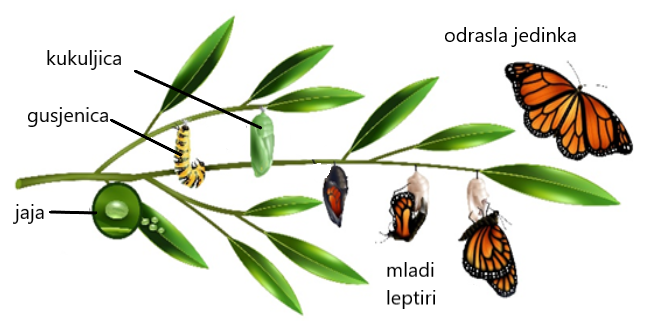 odrasla jedinka
kukuljica
gusjenica
jaja
mladi
leptiri